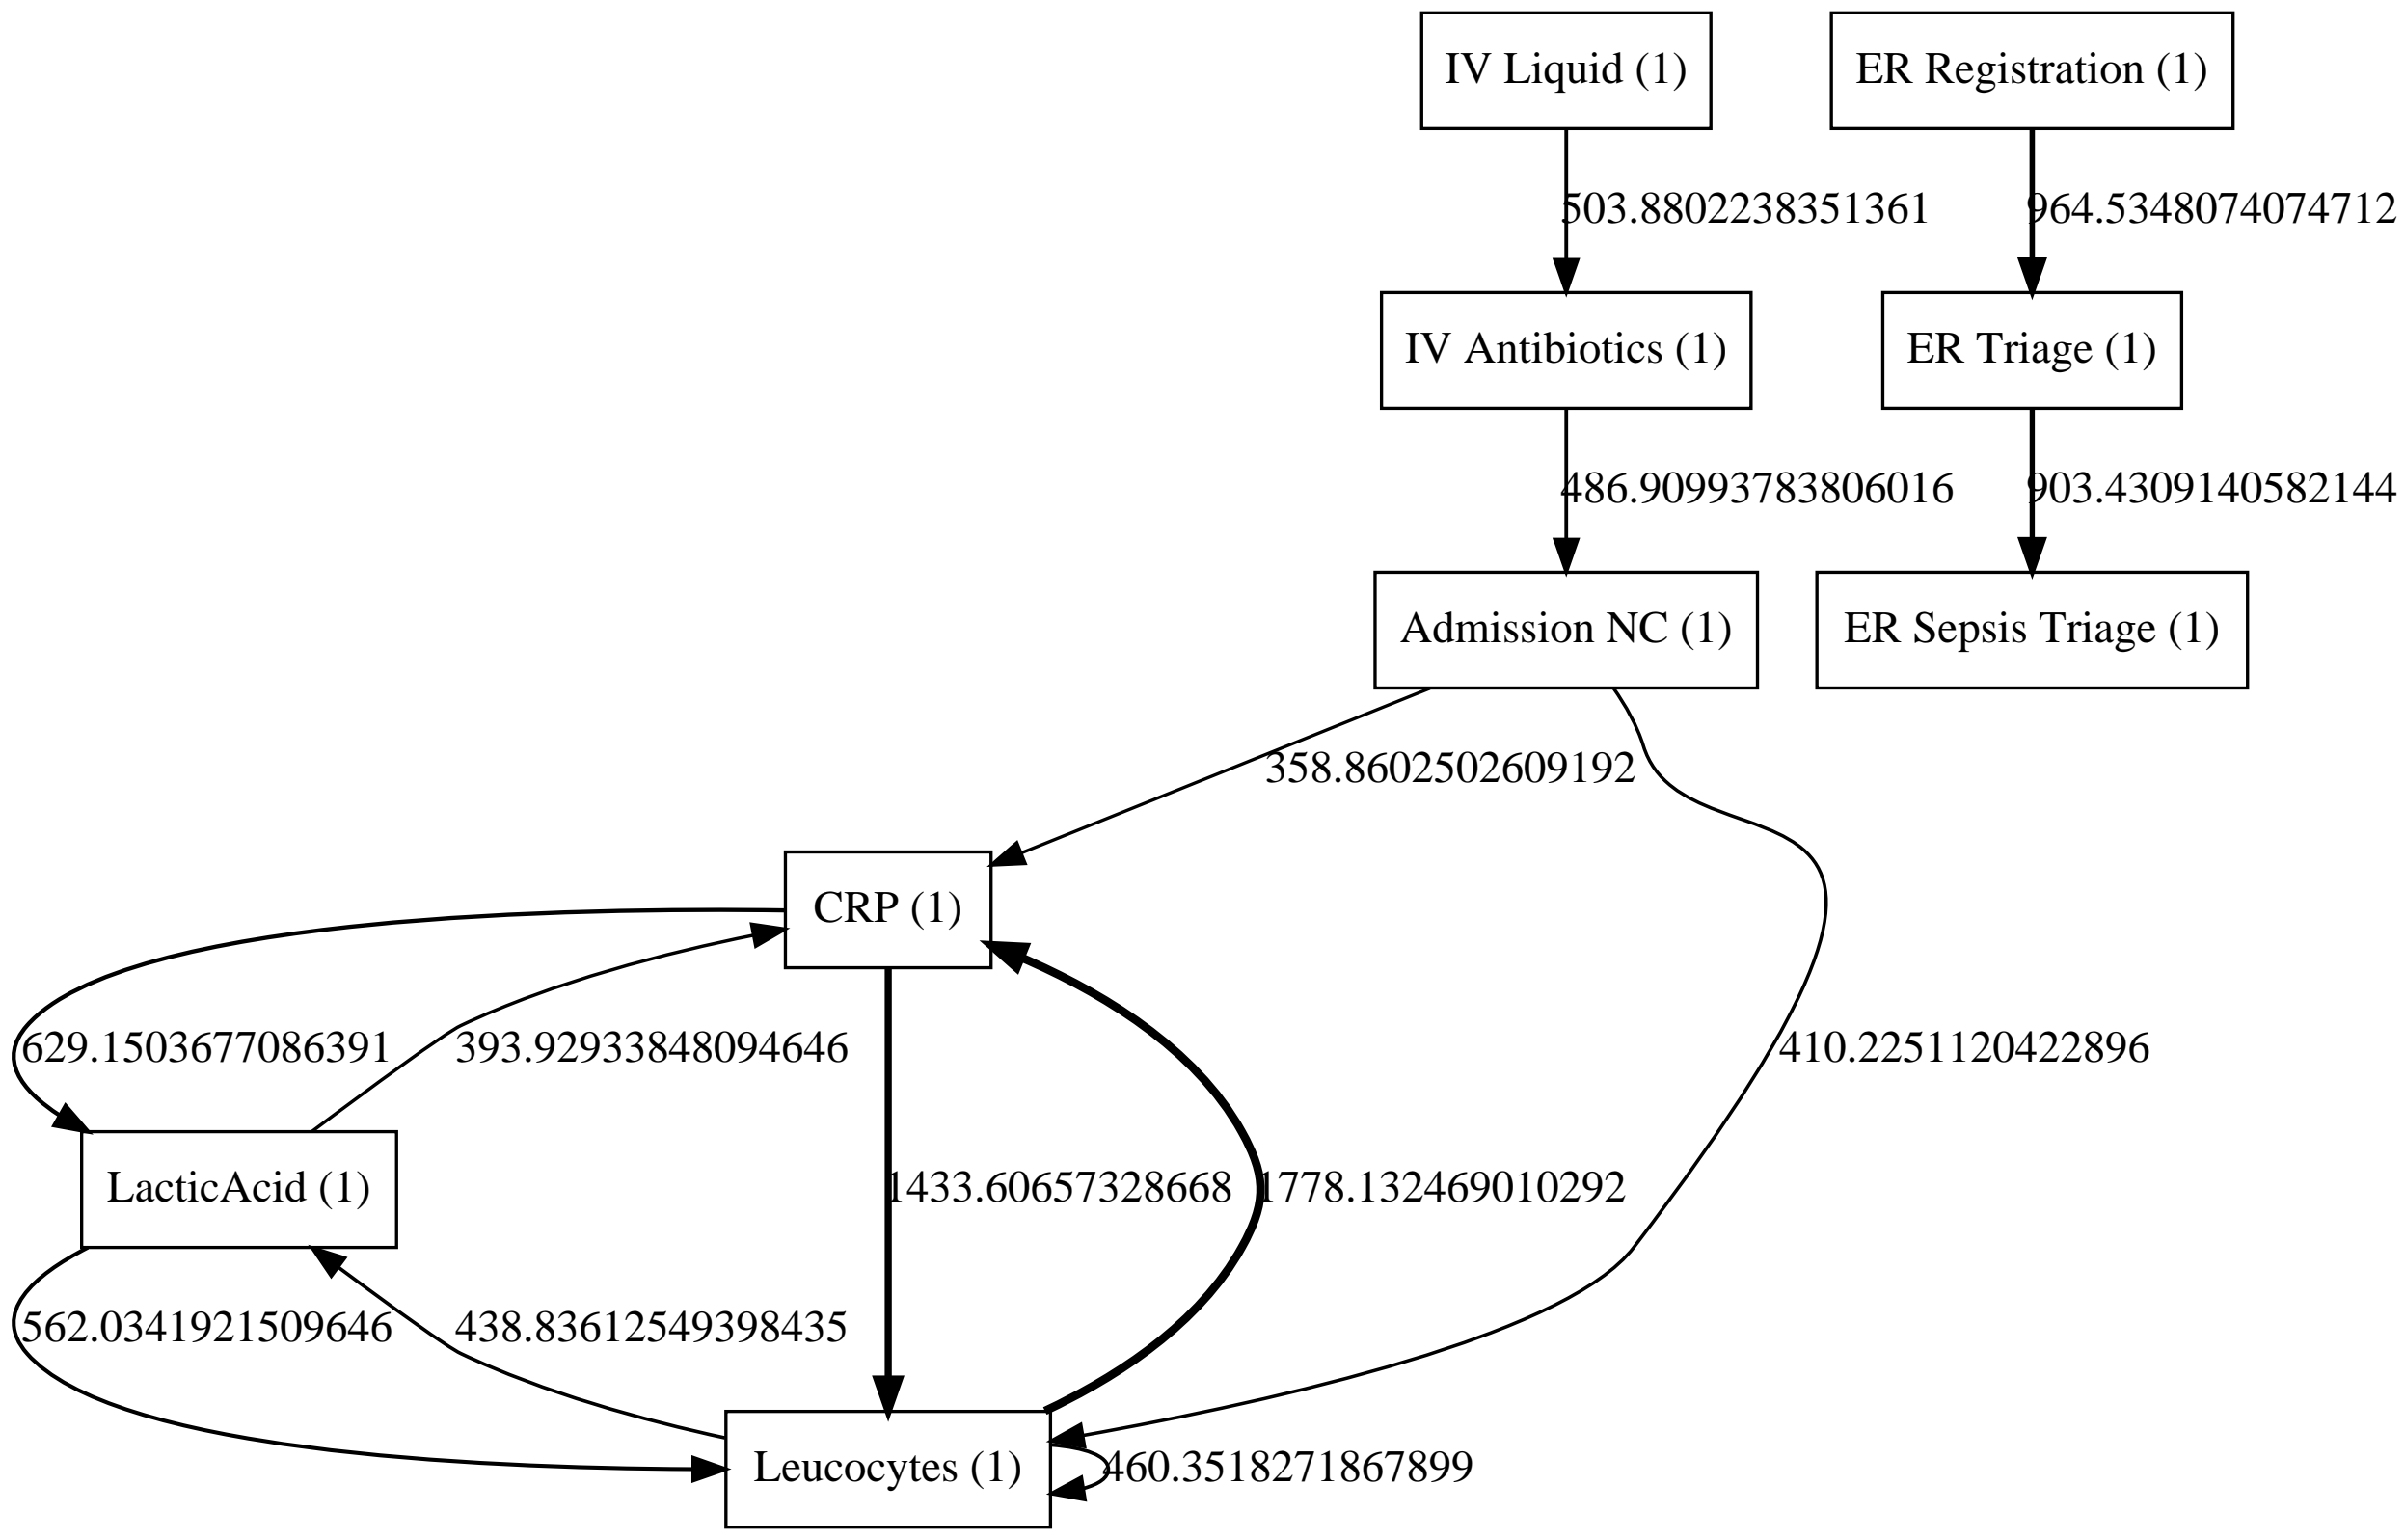 IV Liquid (1)
ER Registration (1)
503.8802238351361
964.5348074074712
IV Antibiotics (1)
ER Triage (1)
486.90993783806016
903.4309140582144
Admission NC (1)
ER Sepsis Triage (1)
358.8602502609192
CRP (1)
629.1503677086391
393.92933848094646
410.2251120422896
LacticAcid (1)
1433.60657328668
1778.132469010292
562.0341921509646
438.83612549398435
Leucocytes (1)
460.3518271867899